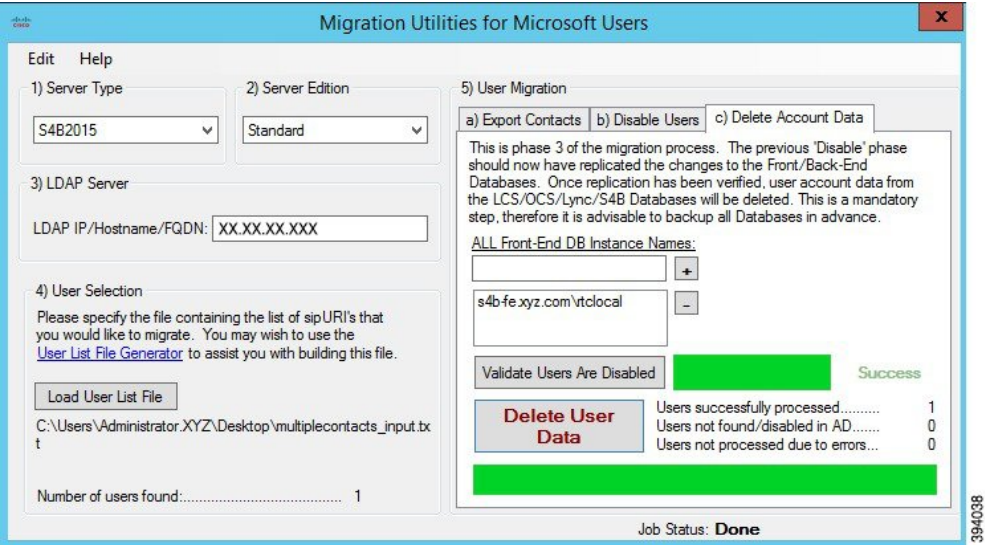 cisco
Migration Utilities for Microsoft Users
x
Edit Help
1) Server Type
S4B2015
2) Server Edition
Standard
3) LDAP Server
LDAP IP/Hostname/FQDN: XX.XX.XX.XXX
4) User Selection
Please specify the file containing the list of sipURI's that
you would like to migrate. You may wish to use the
User List File Generator to assist you with building this file.
Load User List File
C:\Users\Administrator.XYZ\Desktop\multiplecontacts_input.tx
t
Number of users found:...................................... 1
5) User Migration
a) Export Contacts b) Disable Users c) Delete Account Data
This is phase 3 of the migration process. The previous 'Disable' phase
should now have replicated the changes to the Front/Back-End
Databases. Once replication has been verified, user account data from
the LCS/OCS/Lync/S4B Databases will be deleted. This is a mandatory
step, therefore it is advisable to backup all Databases in advance.
ALL Front-End DB Instance Names:
+
s4b-fe.xyz.com\rtclocal
-
Validate Users Are Disabled
Success
Delete User
Data
Users successfully processed.......... 1
Users not found/disabled in AD....... 0
Users not processed due to errors... 0
Job Status: Done
394038